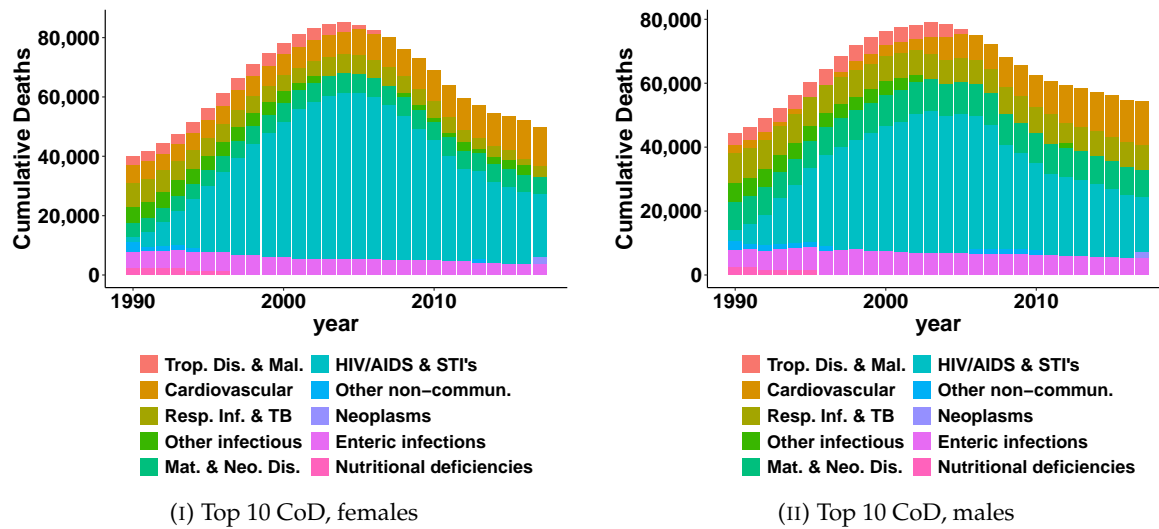 Cumulative Deaths
80,000
60,000
40,000
20,000
0
1990
2000
2010
year
Trop. Dis. & Mal.
Cardiovascular
Resp. Inf. & TB
Other infectious
Mat. & Neo. Dis.
HIV/AIDS & STI's
Other non−commun.
Neoplasms
Enteric infections
Nutritional deficiencies
(I) Top 10 CoD, females
Cumulative Deaths
80,000
60,000
40,000
20,000
0
1990
2000
2010
year
Trop. Dis. & Mal.
Cardiovascular
Resp. Inf. & TB
Other infectious
Mat. & Neo. Dis.
HIV/AIDS & STI's
Other non−commun.
Neoplasms
Enteric infections
Nutritional deficiencies
(II) Top 10 CoD, males